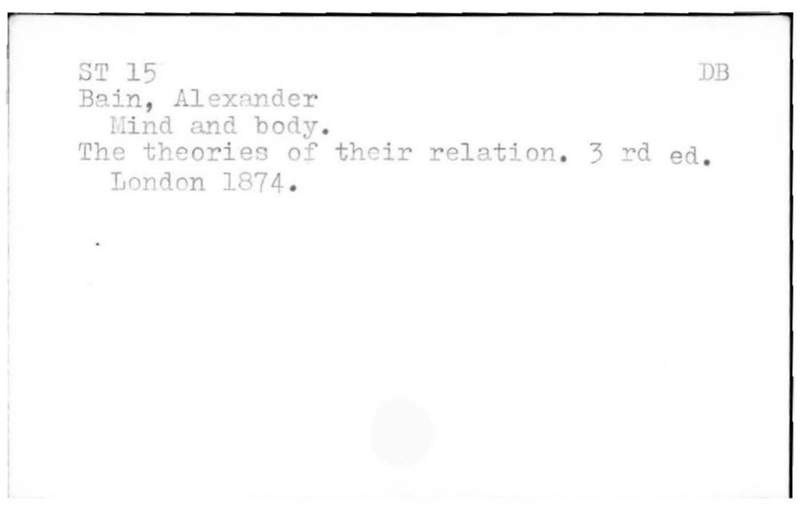 ST 15 DB
Bain, Alexander
Mind and body.
The theories of their relation. 3 rd ed.
London 1874.